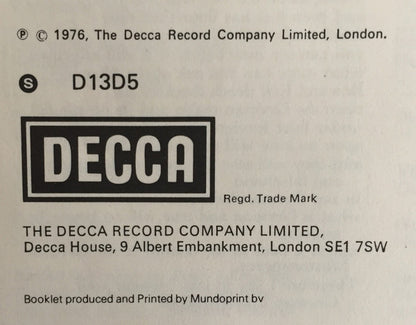 ℗ © 1976, The Decca Record Company Limited, London.
S D13D5
DECCA
Regd. Trade Mark
THE DECCA RECORD COMPANY LIMITED,
Decca House, 9 Albert Embankment, London SE1 7SW
Booklet produced and Printed by Mundoprint bv